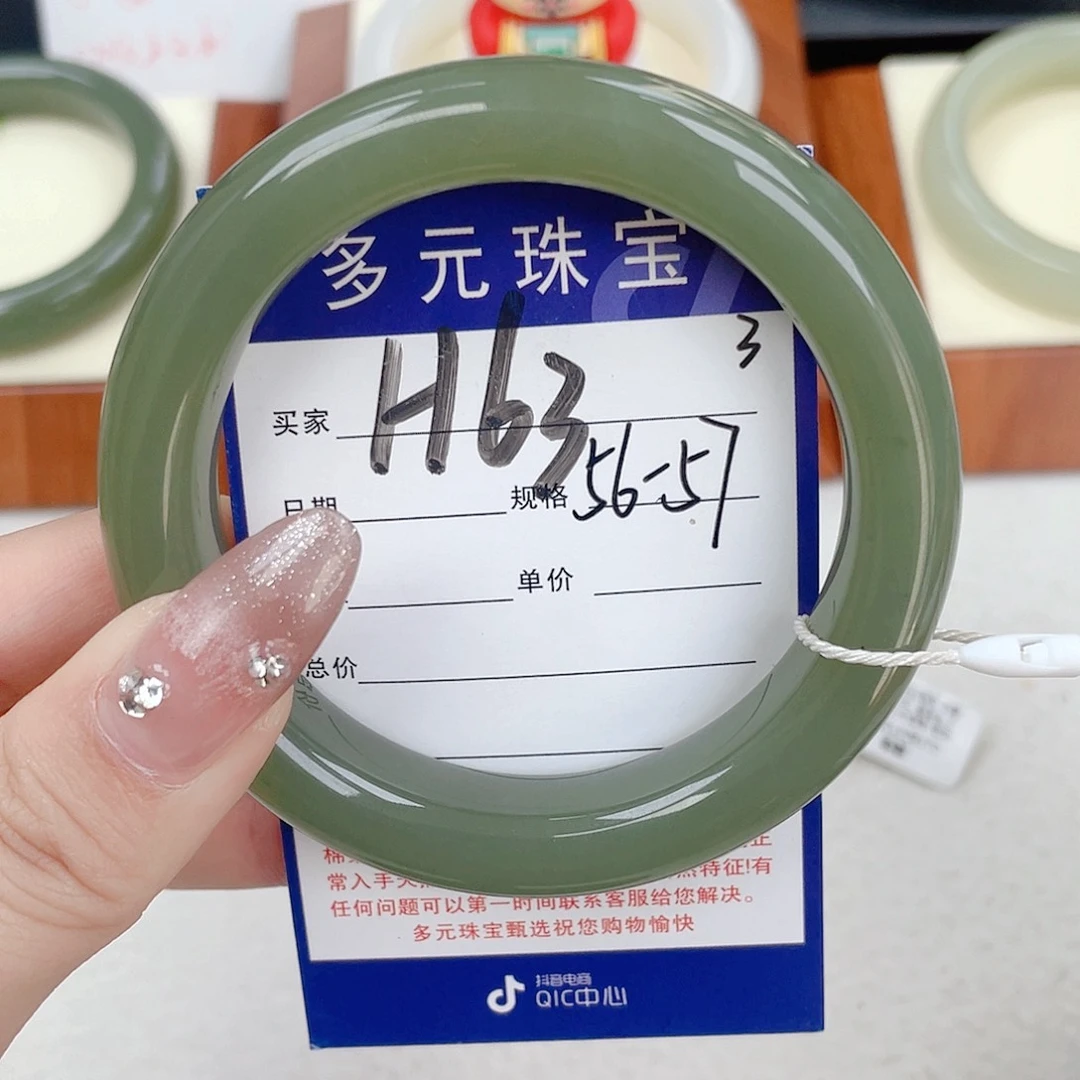 多元珠宝
3
H63
买家
日期 规格 56-57
单价
总价
常入手 特征!有
任何问题可以第一时间联系客服给您解决。
多元珠宝甄选祝您购物愉快
抖音电商
QIC中心